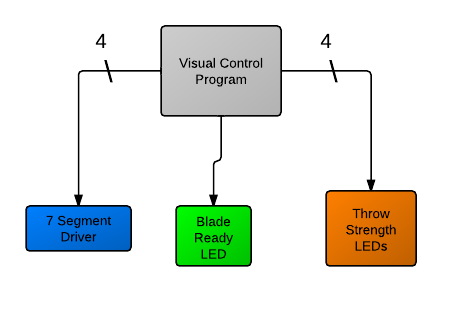 4
4
Visual Control
Program
7 Segment
Driver
Blade
Ready
LED
Throw
Strength
LEDs